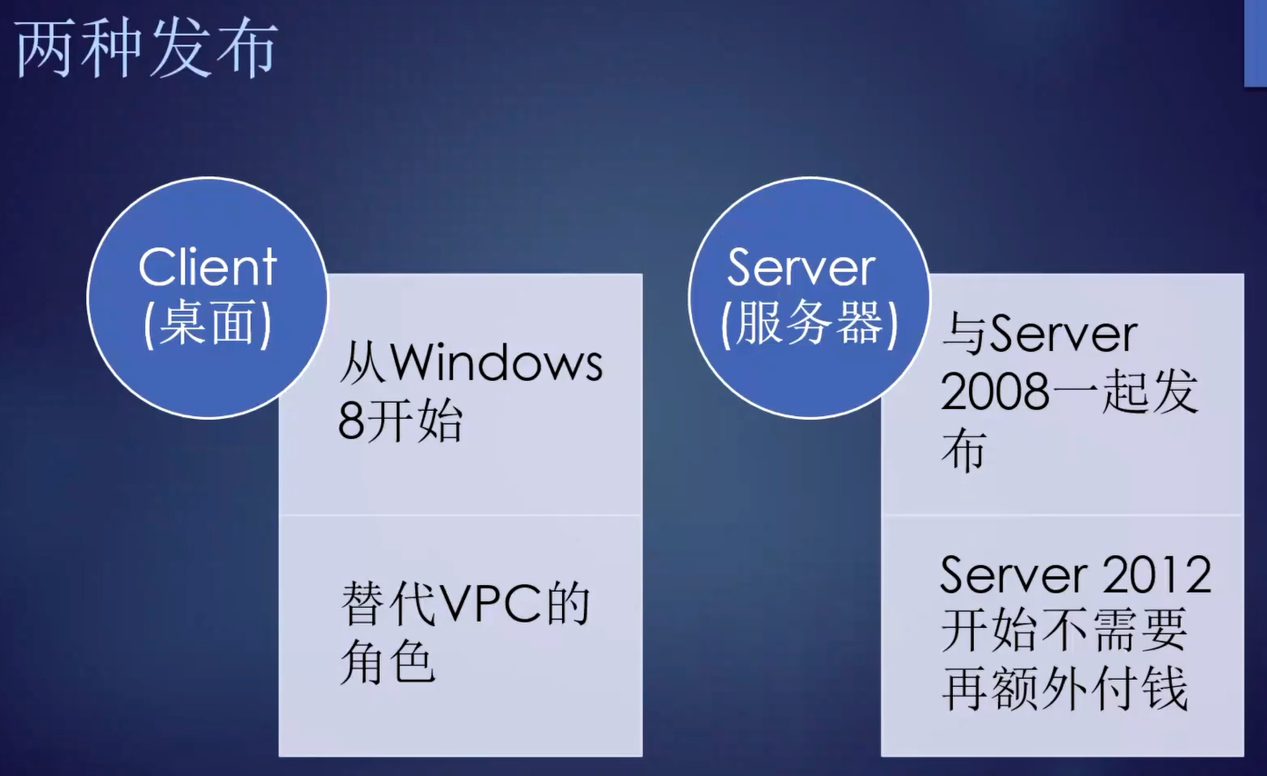 两种发布
Client
(桌面)
从Windows
8开始
替代VPC的
角色
Server
(服务器)
与Server
2008一起发
布
Server 2012
开始不需要
再额外付钱